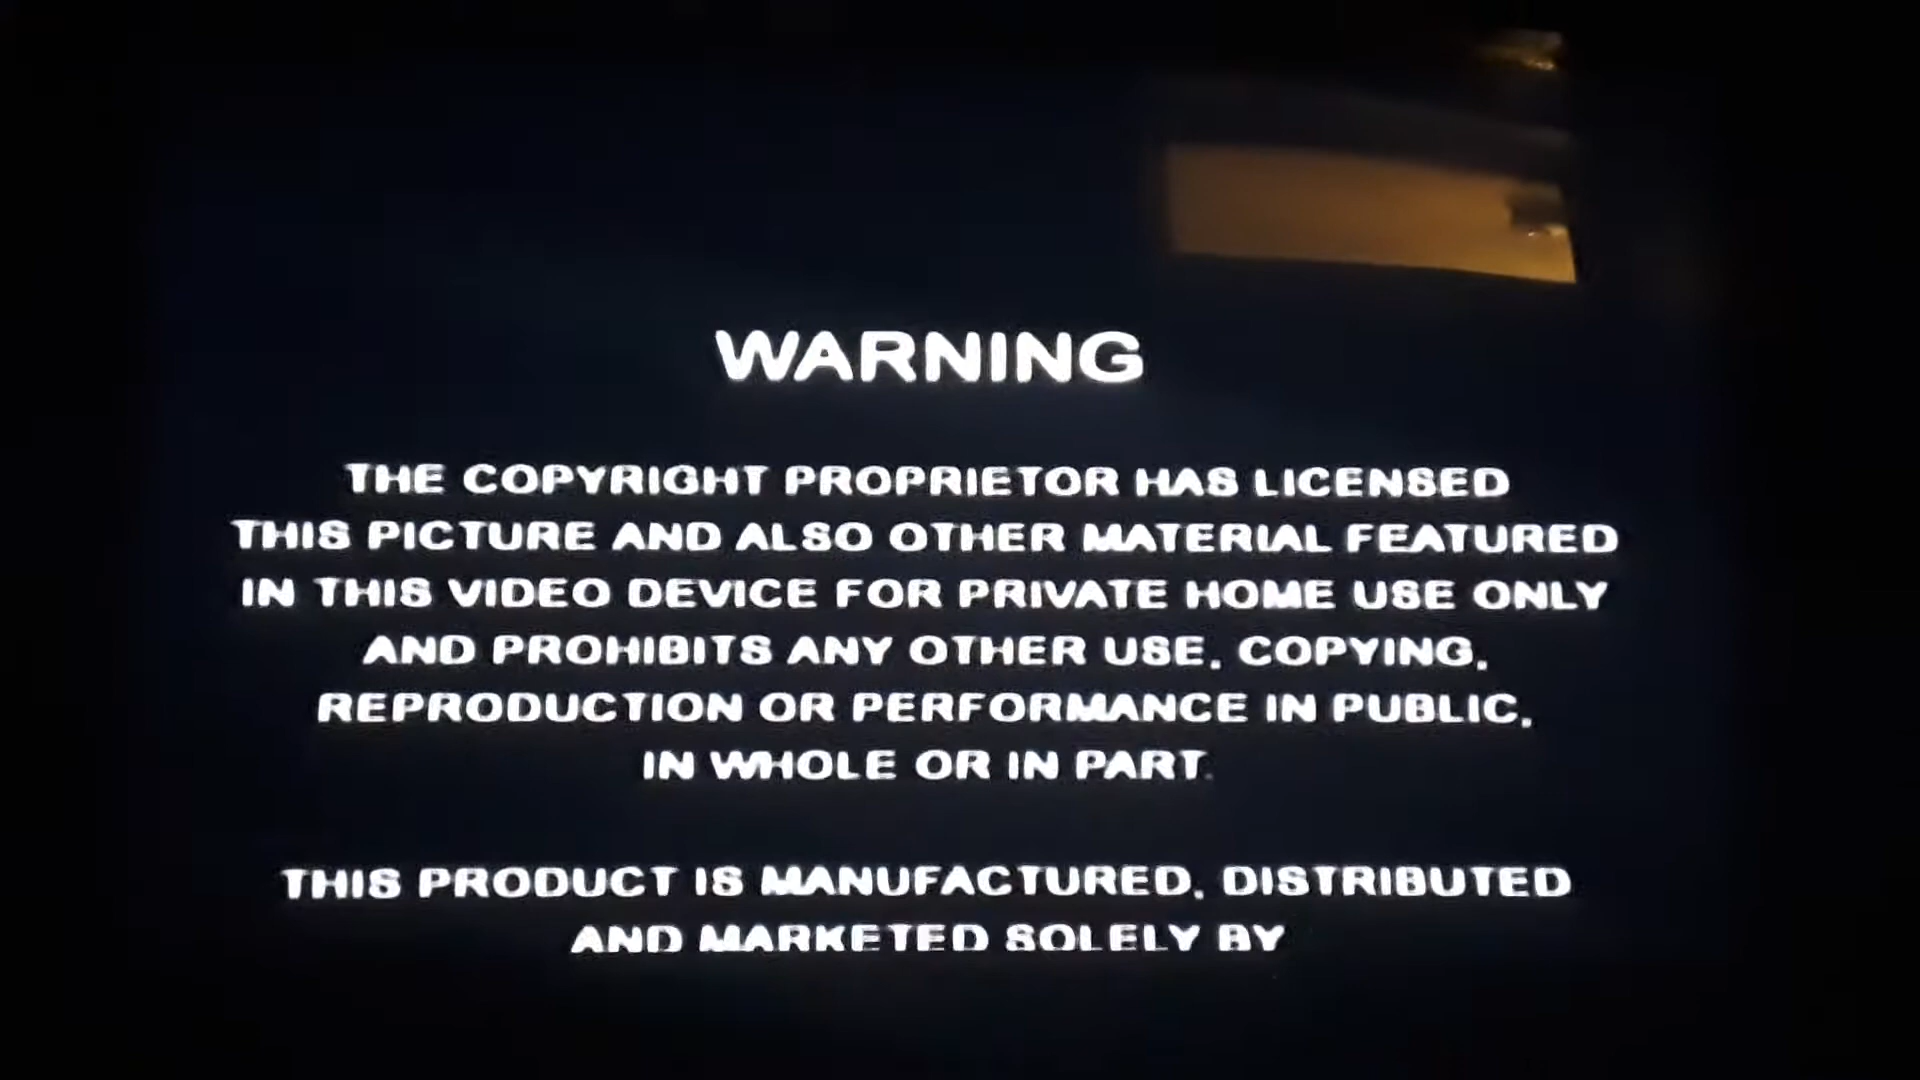 WARNING
THE COPYRIGHT PROPRIETOR HAS LICENSED
THIS PICTURE AND ALSO OTHER MATERIAL FEATURED
IN THIS VIDEO DEVICE FOR PRIVATE HOME USE ONLY
AND PROHIBITS ANY OTHER USE, COPYING,
REPRODUCTION OR PERFORMANCE IN PUBLIC,
IN WHOLE OR IN PART.
THIS PRODUCT IS MANUFACTURED, DISTRIBUTED
AND MARKETED SOLELY BY